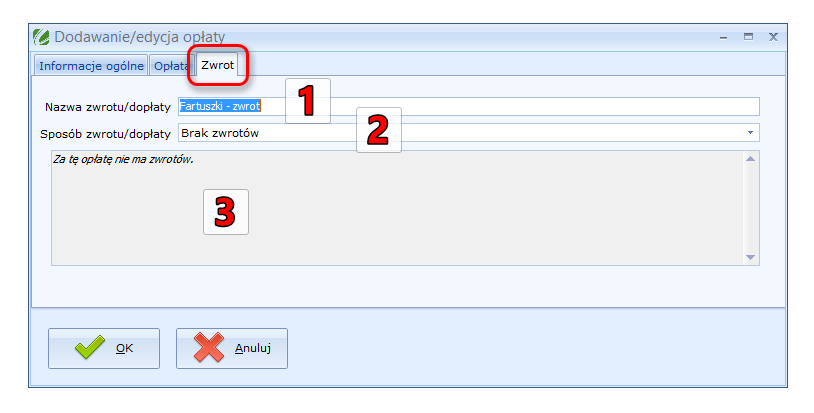 Dodawanie/edycja opłaty
Informacje ogólne Opłata Zwrot
Nazwa zwrotu/dopłaty Fartuszki - zwrot
1
Sposób zwrotu/dopłaty Brak zwrotów
2
Za tę opłatę nie ma zwrotów.
3
OK Anuluj